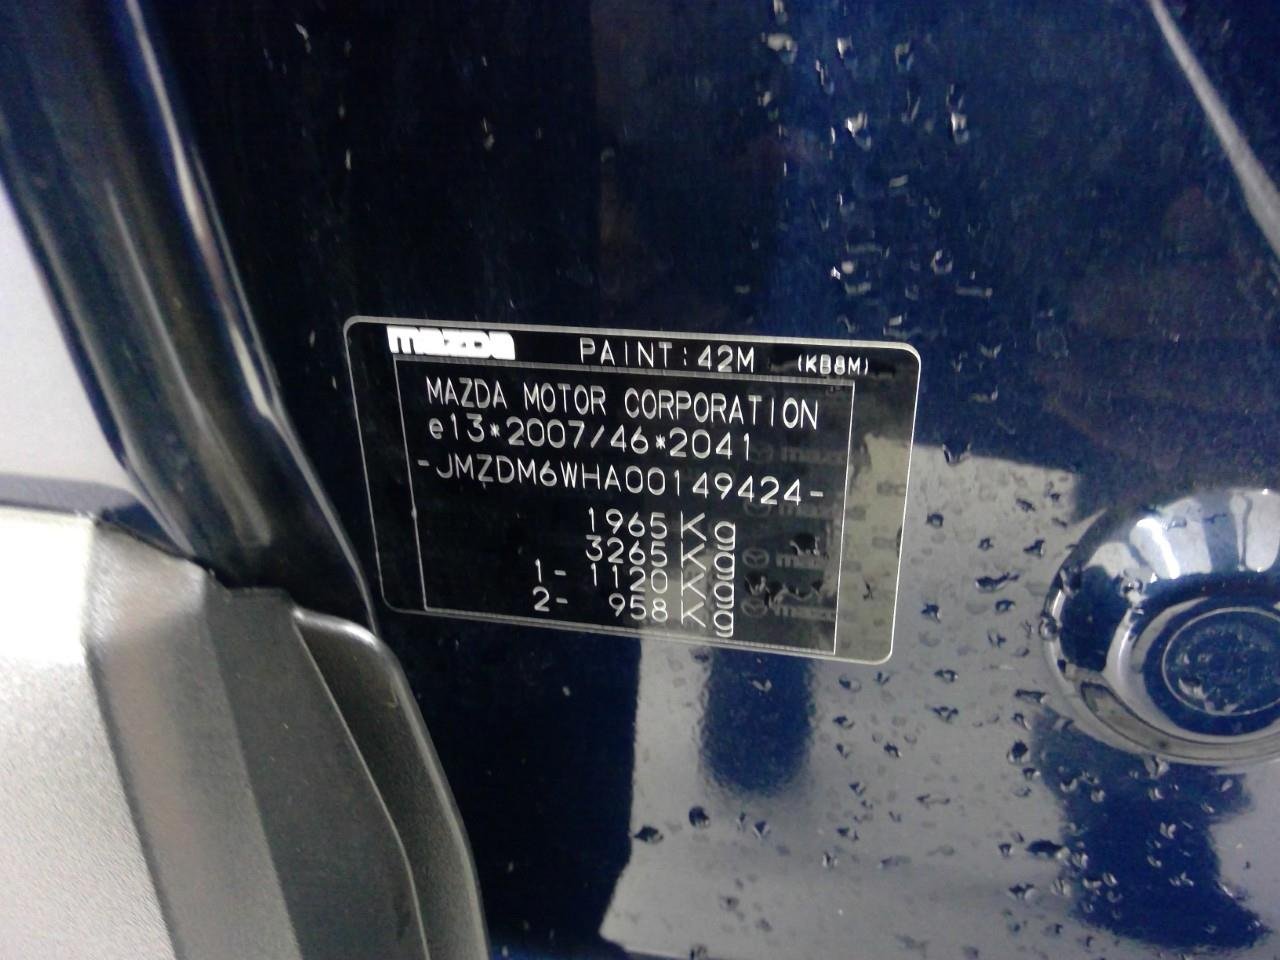 mazda PAINT:42M (KB8M)
MAZDA MOTOR CORPORATION
e13*2007/46*2041
-JMZDM6WHA00149424-
1965 Kg
3265 Kg
1- 1120 Kg
2- 958 Kg